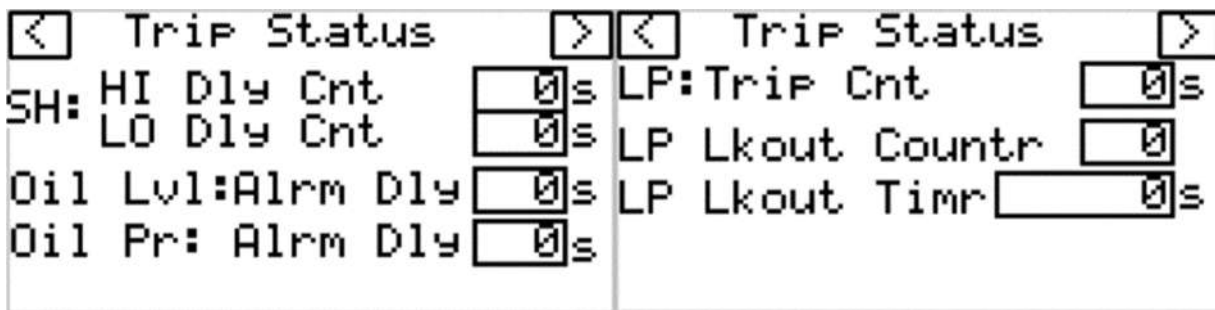 < Trip Status >
SH: HI Dly Cnt 0s
LO Dly Cnt 0s
Oil Lvl:Alrm Dly 0s
Oil Pr: Alrm Dly 0s
< Trip Status >
LP:Trip Cnt 0s
LP Lkout Countr 0
LP Lkout Timr 0s